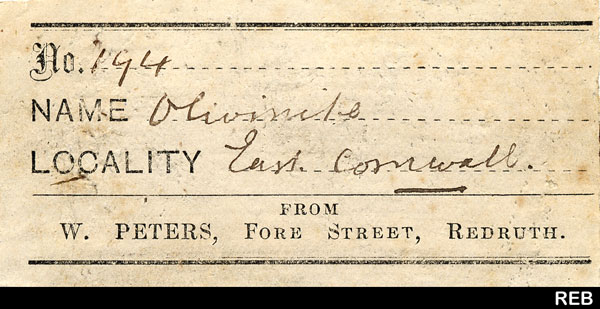 No. 194
NAME Olivinite
LOCALITY East. Cornwall.
FROM
W. PETERS, FORE STREET, REDRUTH.
REB